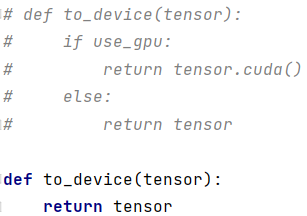 # def to_device(tensor):
#     if use_gpu:
#         return tensor.cuda()
#     else:
#         return tensor

def to_device(tensor):
    return tensor